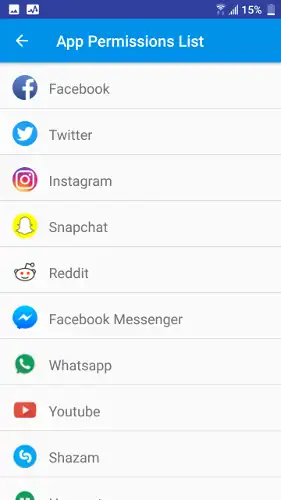 15%
App Permissions List
Facebook
Twitter
Instagram
Snapchat
Reddit
Facebook Messenger
Whatsapp
Youtube
Shazam